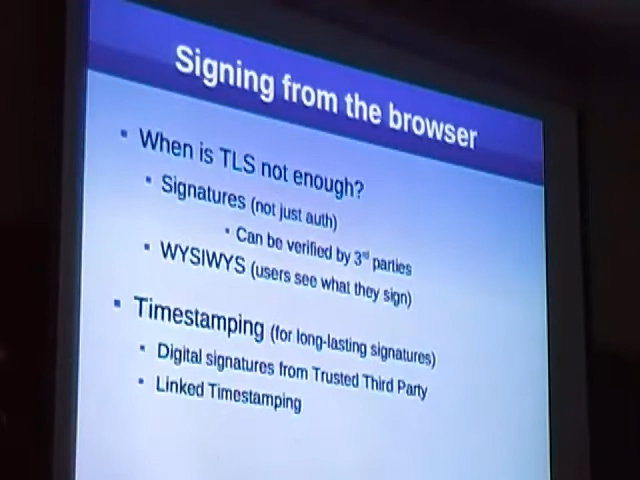 Signing from the browser
▪ When is TLS not enough?
▪ Signatures (not just auth)
▪ Can be verified by 3rd parties
▪ WYSIWYS (users see what they sign)
▪ Timestamping (for long-lasting signatures)
▪ Digital signatures from Trusted Third Party
▪ Linked Timestamping